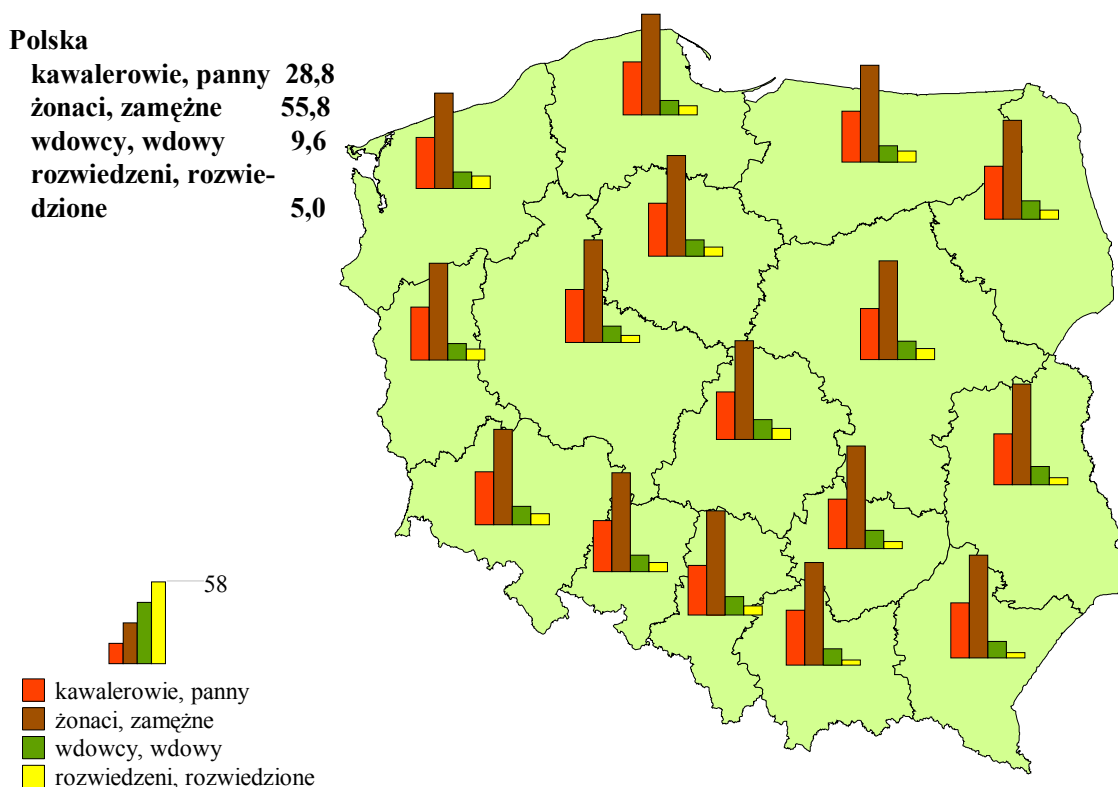 Polska
kawalerowie, panny 28,8
żonaci, zamężne 55,8
wdowcy, wdowy 9,6
rozwiedzeni, rozwie-
dzione 5,0
58
kawalerowie, panny
żonaci, zamężne
wdowcy, wdowy
rozwiedzeni, rozwiedzione